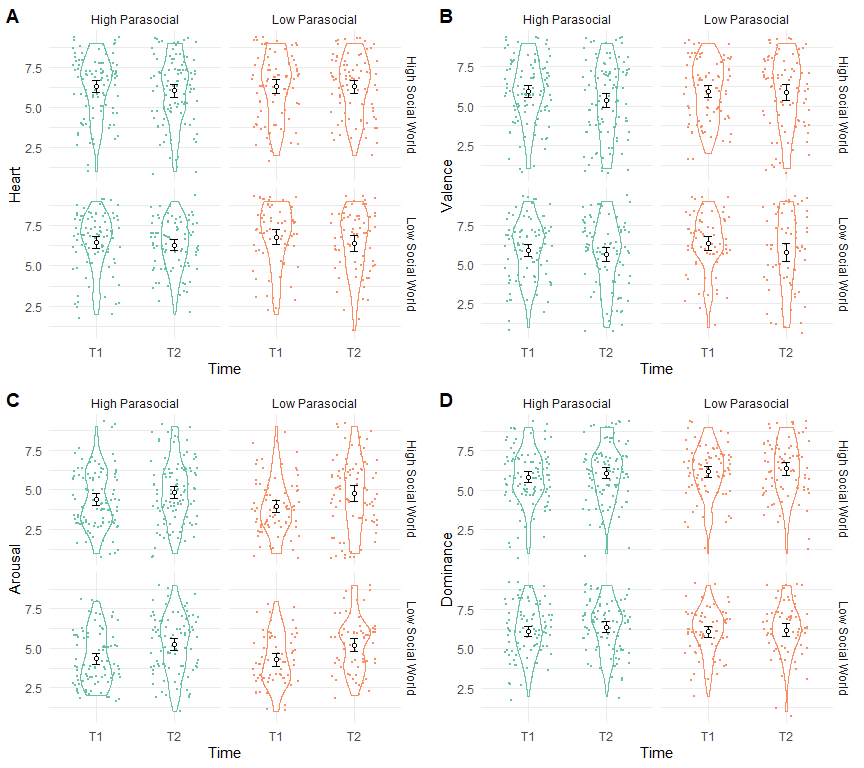 A
High Parasocial Low Parasocial
Heart
7.5
5.0
2.5
High Social World
7.5
5.0
2.5
Low Social World
T1 T2 T1 T2
Time
B
High Parasocial Low Parasocial
Valence
7.5
5.0
2.5
High Social World
7.5
5.0
2.5
Low Social World
T1 T2 T1 T2
Time
C
High Parasocial Low Parasocial
Arousal
7.5
5.0
2.5
High Social World
7.5
5.0
2.5
Low Social World
T1 T2 T1 T2
Time
D
High Parasocial Low Parasocial
Dominance
7.5
5.0
2.5
High Social World
7.5
5.0
2.5
Low Social World
T1 T2 T1 T2
Time